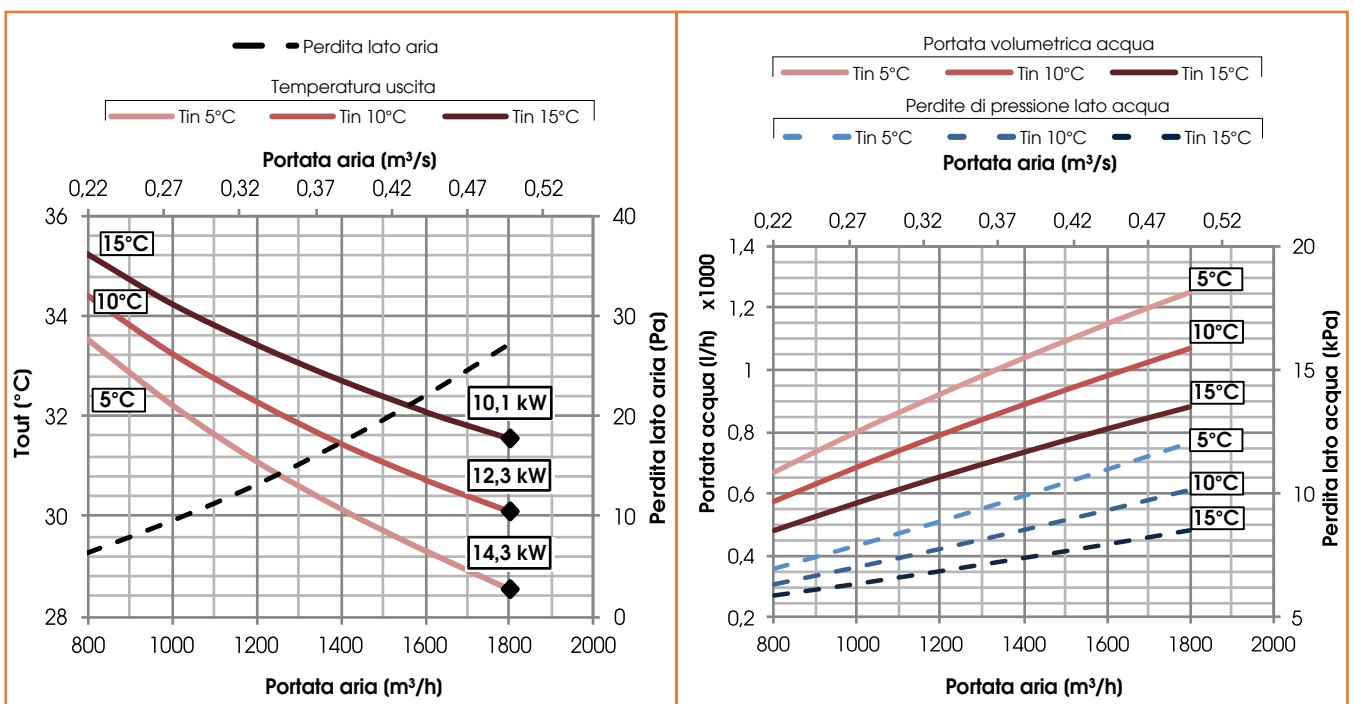 Perdita lato aria
Temperatura uscita
Tin 5°C Tin 10°C Tin 15°C
Portata aria (m³/s)
0,22 0,27 0,32 0,37 0,42 0,47 0,52
36 40
15°C
10°C
34 30
5°C
32 20
10,1 kW
12,3 kW
30 10
14,3 kW
28 0
800 1000 1200 1400 1600 1800 2000
Tout (°C)
Perdita lato aria (Pa)
Portata aria (m³/h)
Portata volumetrica acqua
Tin 5°C Tin 10°C Tin 15°C
Perdite di pressione lato acqua
Tin 5°C Tin 10°C Tin 15°C
Portata aria (m³/s)
0,22 0,27 0,32 0,37 0,42 0,47 0,52
1,4 20
5°C
1,2
10°C
1 15
15°C
0,8
5°C
0,6 10
10°C
15°C
0,4
0,2 5
800 1000 1200 1400 1600 1800 2000
Portata acqua (l/h) x1000
Perdita lato acqua (kPa)
Portata aria (m³/h)